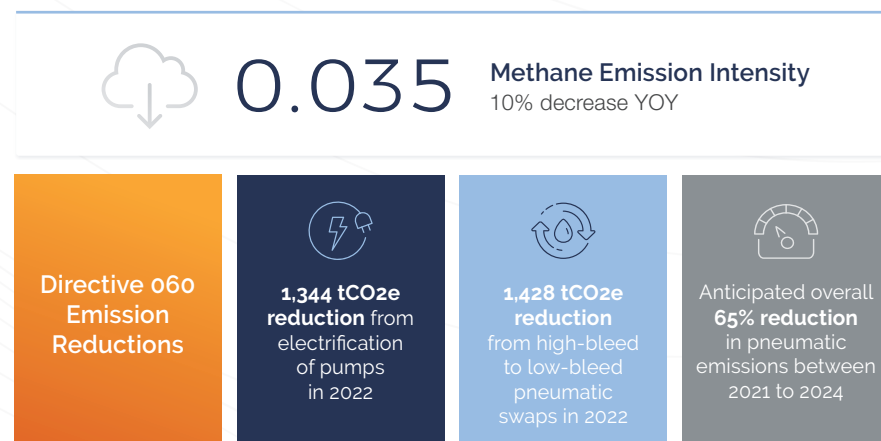 0.035
Methane Emission Intensity
10% decrease YOY
Directive 060
Emission
Reductions
1,344 tCO2e
reduction from
electrification
of pumps
in 2022
1,428 tCO2e
reduction
from high-bleed
to low-bleed
pneumatic
swaps in 2022
Anticipated overall
65% reduction
in pneumatic
emissions between
2021 to 2024